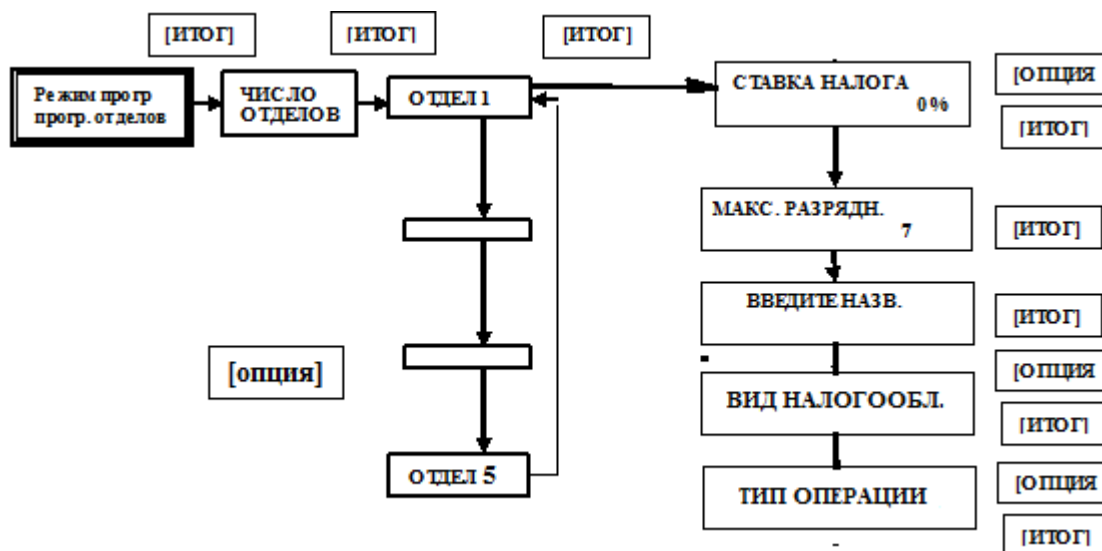 [ИТОГ]
[ИТОГ]
[ИТОГ]
Режим прогр
прогр. отделов
ЧИСЛО
ОТДЕЛОВ
ОТДЕЛ 1
СТАВКА НАЛОГА
0%
[ОПЦИЯ
[ИТОГ]
МАКС. РАЗРЯДН.
7
[ИТОГ]
ВВЕДИТЕ НАЗВ.
[ИТОГ]
[опция]
ВИД НАЛОГООБЛ.
[ОПЦИЯ
[ИТОГ]
ОТДЕЛ 5
ТИП ОПЕРАЦИИ
[ОПЦИЯ
[ИТОГ]